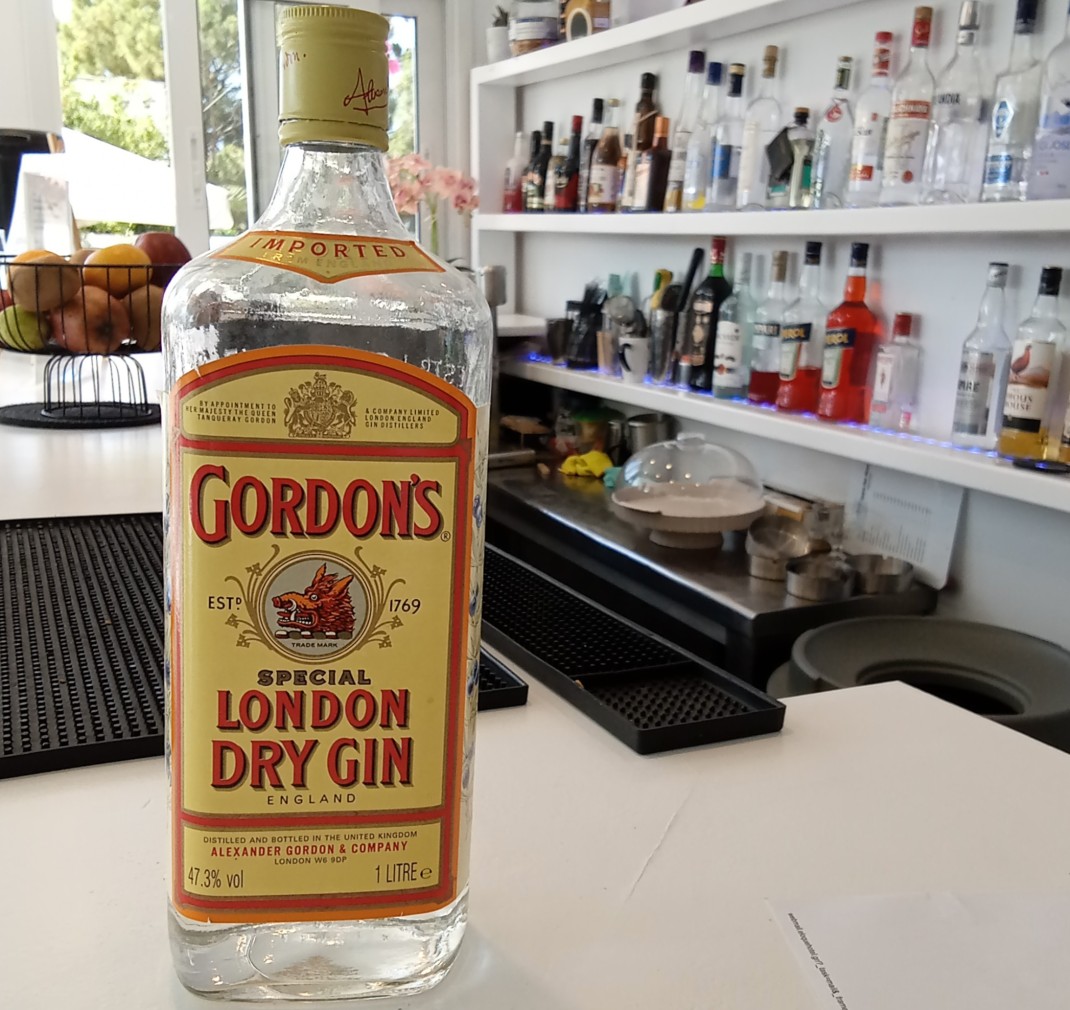 IMPORTED
FROM ENGLAND
BY APPOINTMENT TO
HER MAJESTY THE QUEEN
TANQUERAY GORDON
& COMPANY LIMITED
LONDON ENGLAND
GIN DISTILLERS
GORDON'S®
ESTD 1769
TRADE MARK
SPECIAL
LONDON
DRY GIN
ENGLAND
DISTILLED AND BOTTLED IN THE UNITED KINGDOM
ALEXANDER GORDON & COMPANY
LONDON W6 9DP
47.3% vol
1 LITRE e